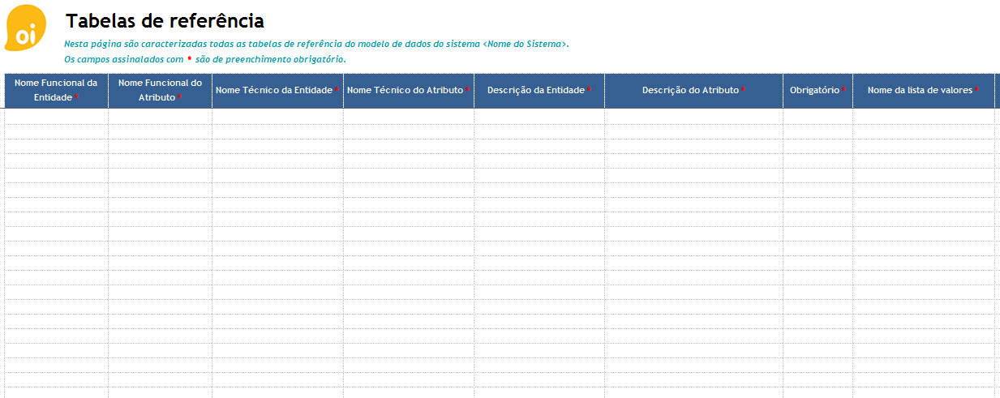 oi
Tabelas de referência
Nesta página são caracterizadas todas as tabelas de referência do modelo de dados do sistema <Nome do Sistema>.
Os campos assinalados com * são de preenchimento obrigatório.
Nome Funcional da
Entidade *
Nome Funcional do
Atributo *
Nome Técnico da Entidade *
Nome Técnico do Atributo *
Descrição da Entidade *
Descrição do Atributo *
Obrigatório *
Nome da lista de valores *